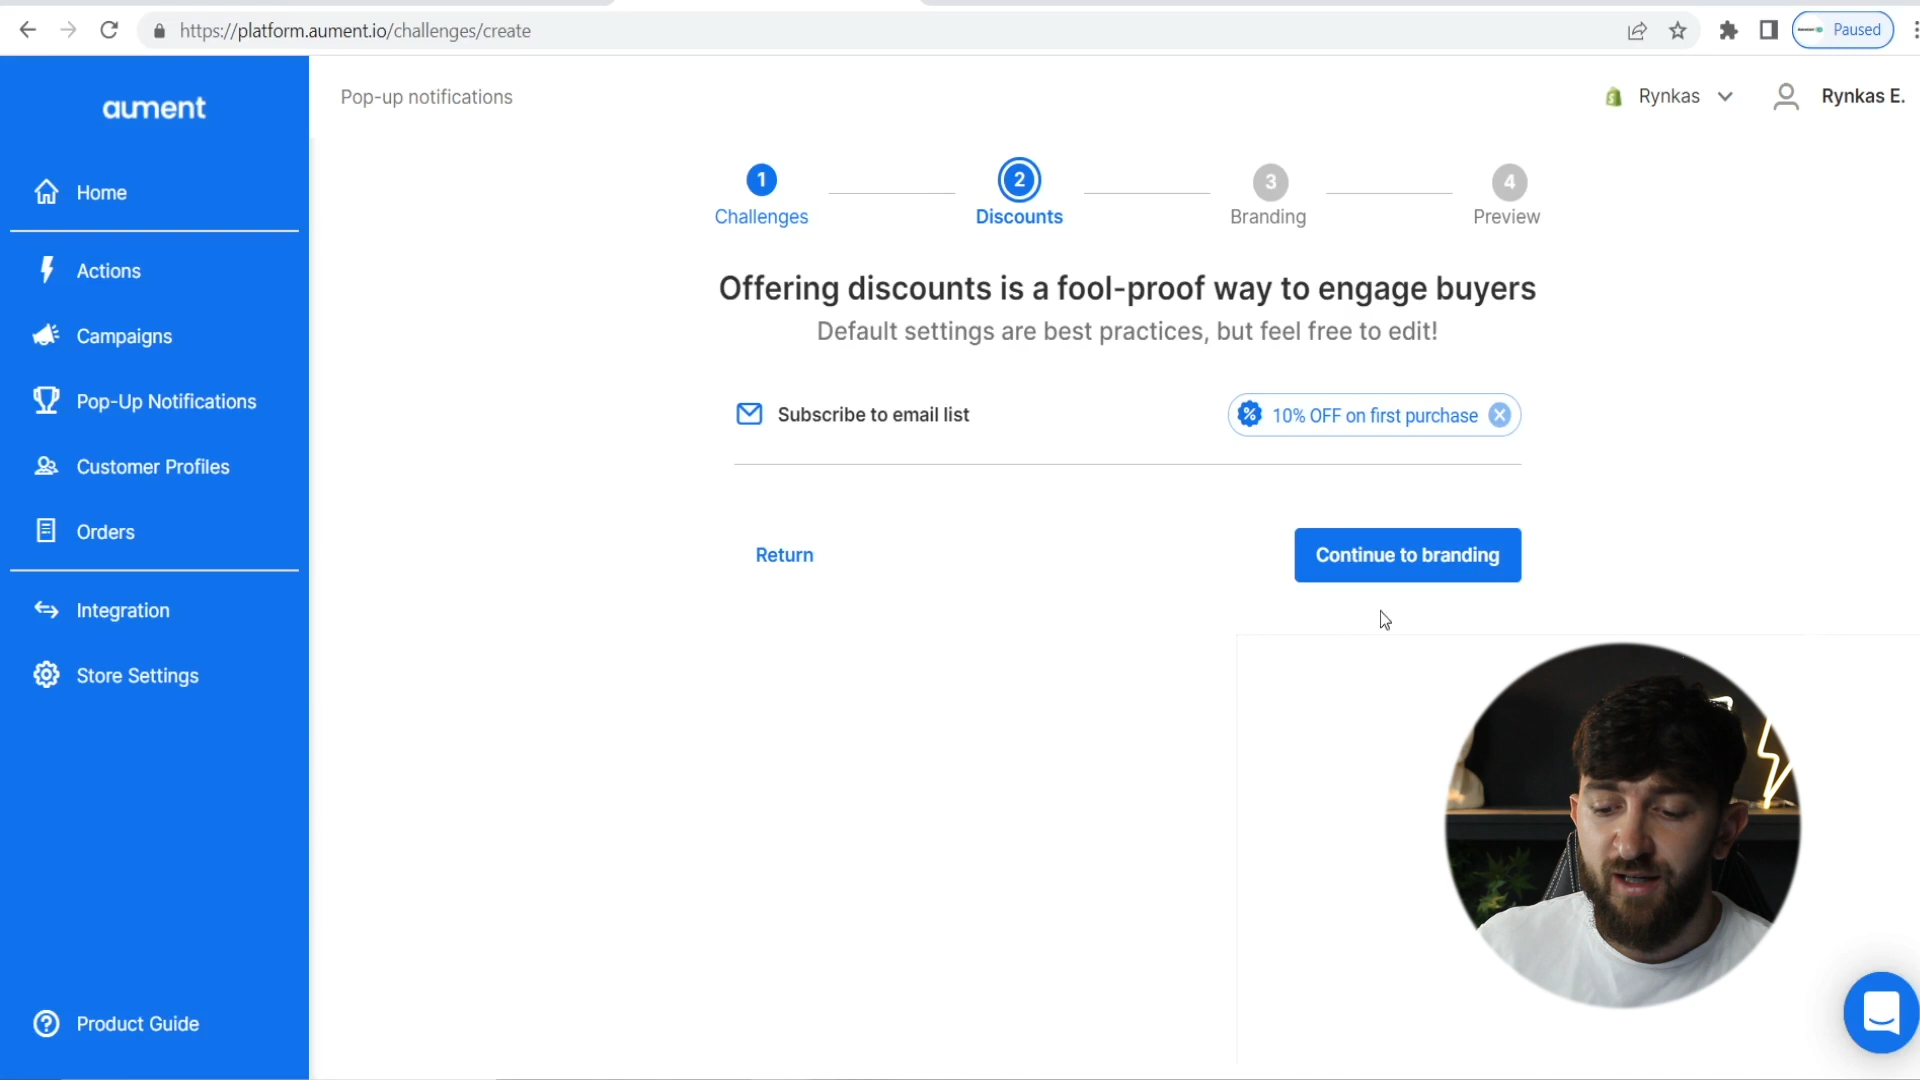 https://platform.aument.io/challenges/create
Paused
aument
Pop-up notifications
Rynkas
Rynkas E.
Home
Actions
Campaigns
Pop-Up Notifications
Customer Profiles
Orders
Integration
Store Settings
Product Guide
1
2
3
4
Challenges
Discounts
Branding
Preview
Offering discounts is a fool-proof way to engage buyers
Default settings are best practices, but feel free to edit!
Subscribe to email list
% 10% OFF on first purchase
Return
Continue to branding